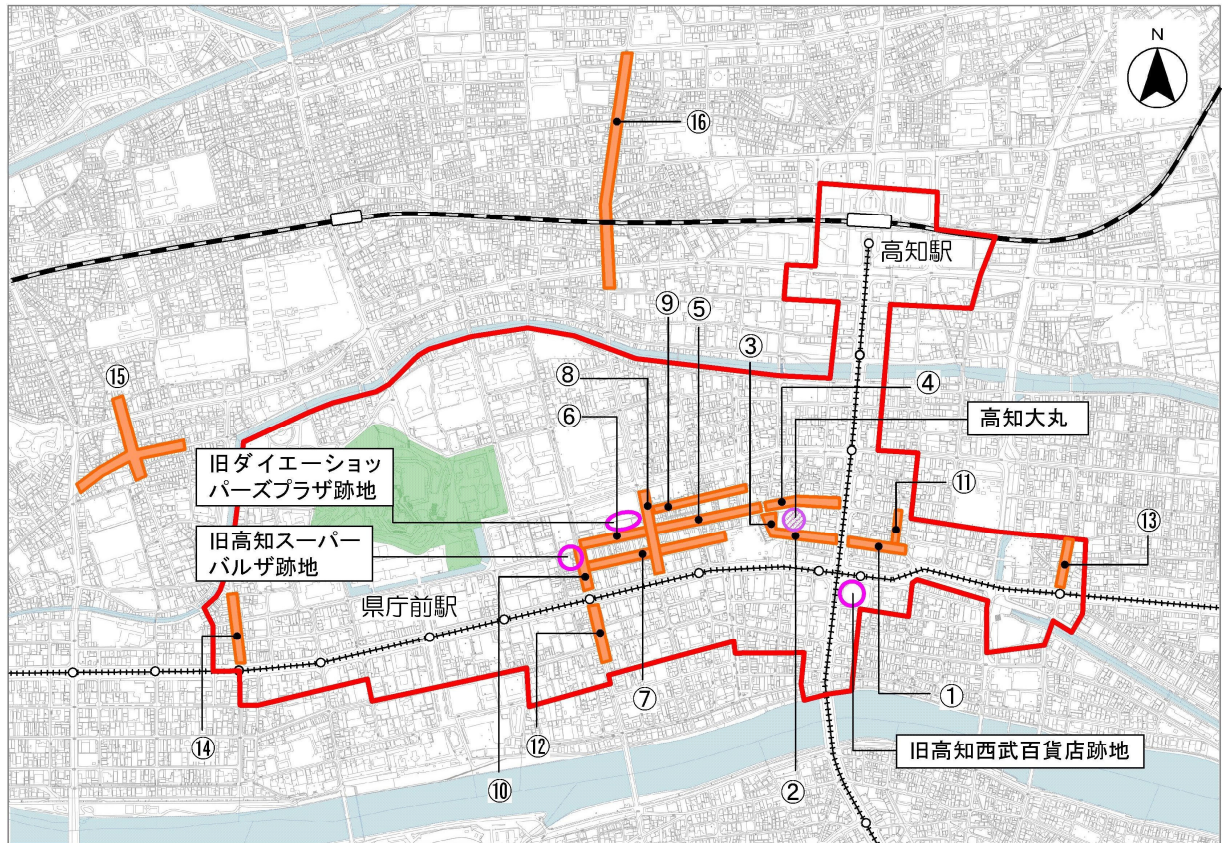 N
⑯
高知駅
⑨
⑤
③
⑧
④
⑥
⑮
高知大丸
旧ダイエーショッ
パーズプラザ跡地
⑪
⑬
旧高知スーパー
バルザ跡地
県庁前駅
⑦
①
⑭
⑫
旧高知西武百貨店跡地
⑩
②